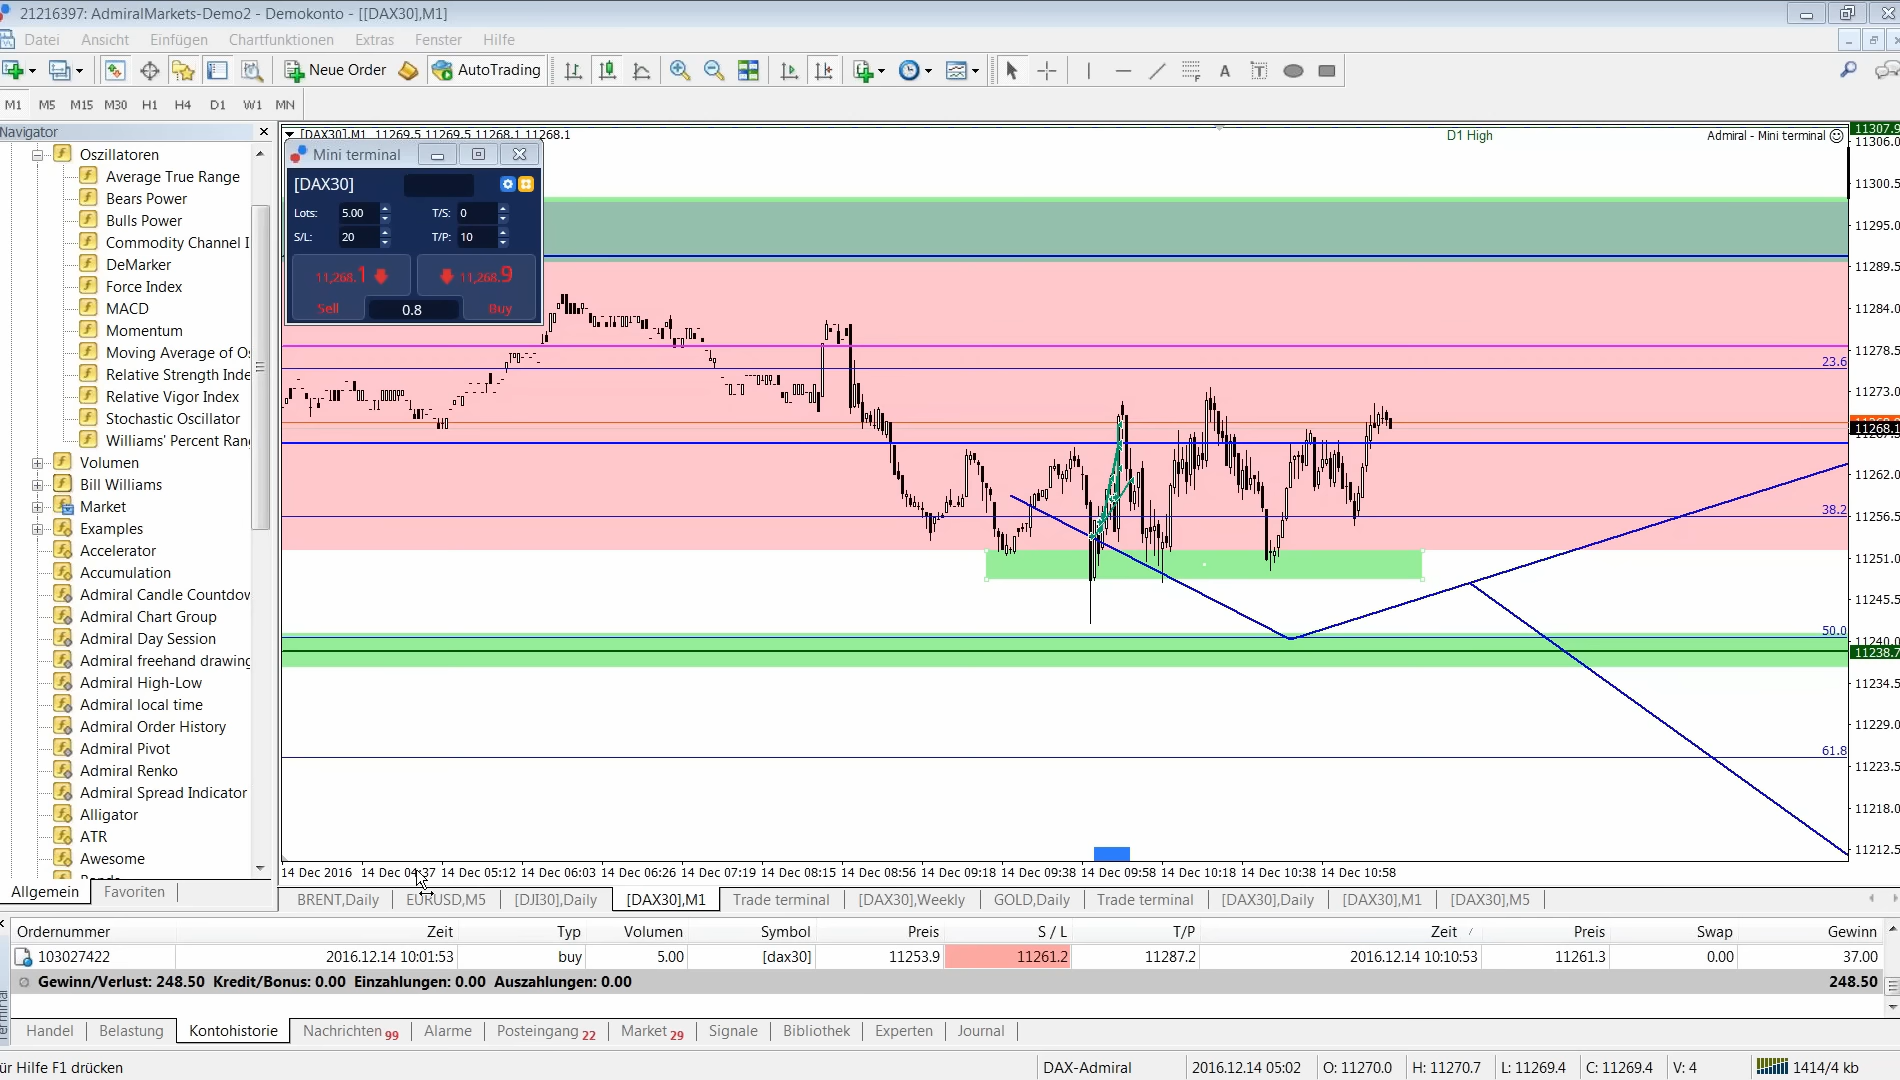 21216397: AdmiralMarkets-Demo2 - Demokonto - [[DAX30],M1]
Datei Ansicht Einfügen Chartfunktionen Extras Fenster Hilfe
Neue Order AutoTrading
M1 M5 M15 M30 H1 H4 D1 W1 MN
Navigator
Oszillatoren
Average True Range
Bears Power
Bulls Power
Commodity Channel I
DeMarker
Force Index
MACD
Momentum
Moving Average of Os
Relative Strength Inde
Relative Vigor Index
Stochastic Oscillator
Williams' Percent Rang
Volumen
Bill Williams
Market
Examples
Accelerator
Accumulation
Admiral Candle Countdow
Admiral Chart Group
Admiral Day Session
Admiral freehand drawing
Admiral High-Low
Admiral local time
Admiral Order History
Admiral Pivot
Admiral Renko
Admiral Spread Indicator
Alligator
ATR
Awesome
Allgemein Favoriten
[DAX30],M1 11269.5 11269.5 11268.1 11268.1
D1 High
Admiral - Mini terminal
Mini terminal
[DAX30]
Lots: 5.00 T/S: 0
S/L: 20 T/P: 10
11,268.1 11,268.9
Sell 0.8 Buy
23.6
38.2
50.0
61.8
11307.9
11306.0
11300.5
11295.0
11289.5
11284.0
11278.5
11273.0
11268.1
11262.0
11256.5
11251.0
11245.5
11240.0
11238.7
11234.5
11229.0
11223.5
11218.0
11212.5
14 Dec 2016 14 Dec 04:37 14 Dec 05:12 14 Dec 06:03 14 Dec 06:26 14 Dec 07:19 14 Dec 08:15 14 Dec 08:56 14 Dec 09:18 14 Dec 09:38 14 Dec 09:58 14 Dec 10:18 14 Dec 10:38 14 Dec 10:58
BRENT,Daily EURUSD,M5 [DJI30],Daily [DAX30],M1 Trade terminal [DAX30],Weekly GOLD,Daily Trade terminal [DAX30],Daily [DAX30],M1 [DAX30],M5
Ordernummer Zeit Typ Volumen Symbol Preis S / L T/P Zeit / Preis Swap Gewinn
103027422 2016.12.14 10:01:53 buy 5.00 [dax30] 11253.9 11261.2 11287.2 2016.12.14 10:10:53 11261.3 0.00 37.00
Gewinn/Verlust: 248.50 Kredit/Bonus: 0.00 Einzahlungen: 0.00 Auszahlungen: 0.00 248.50
Terminal
Handel Belastung Kontohistorie Nachrichten 99 Alarme Posteingang 22 Market 29 Signale Bibliothek Experten Journal
ür Hilfe F1 drücken DAX-Admiral 2016.12.14 05:02 O: 11270.0 H: 11270.7 L: 11269.4 C: 11269.4 V: 4 1414/4 kb